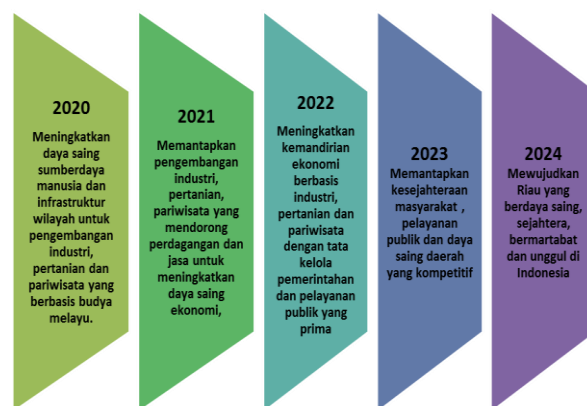 2020
Meningkatkan
daya saing
sumberdaya
manusia dan
infrastruktur
wilayah untuk
pengembangan
industri,
pertanian dan
pariwisata yang
berbasis budya
melayu.
2021
Memantapkan
pengembangan
industri,
pertanian,
pariwisata yang
mendorong
perdagangan dan
jasa untuk
meningkatkan
daya saing
ekonomi,
2022
Meningkatkan
kemandirian
ekonomi
berbasis
industri,
pertanian dan
pariwisata
dengan tata
kelola
pemerintahan
dan pelayanan
publik yang
prima
2023
Memantapkan
kesejahteraan
masyarakat ,
pelayanan
publik dan daya
saing daerah
yang kompetitif
2024
Mewujudkan
Riau yang
berdaya saing,
sejahtera,
bermartabat
dan unggul di
Indonesia